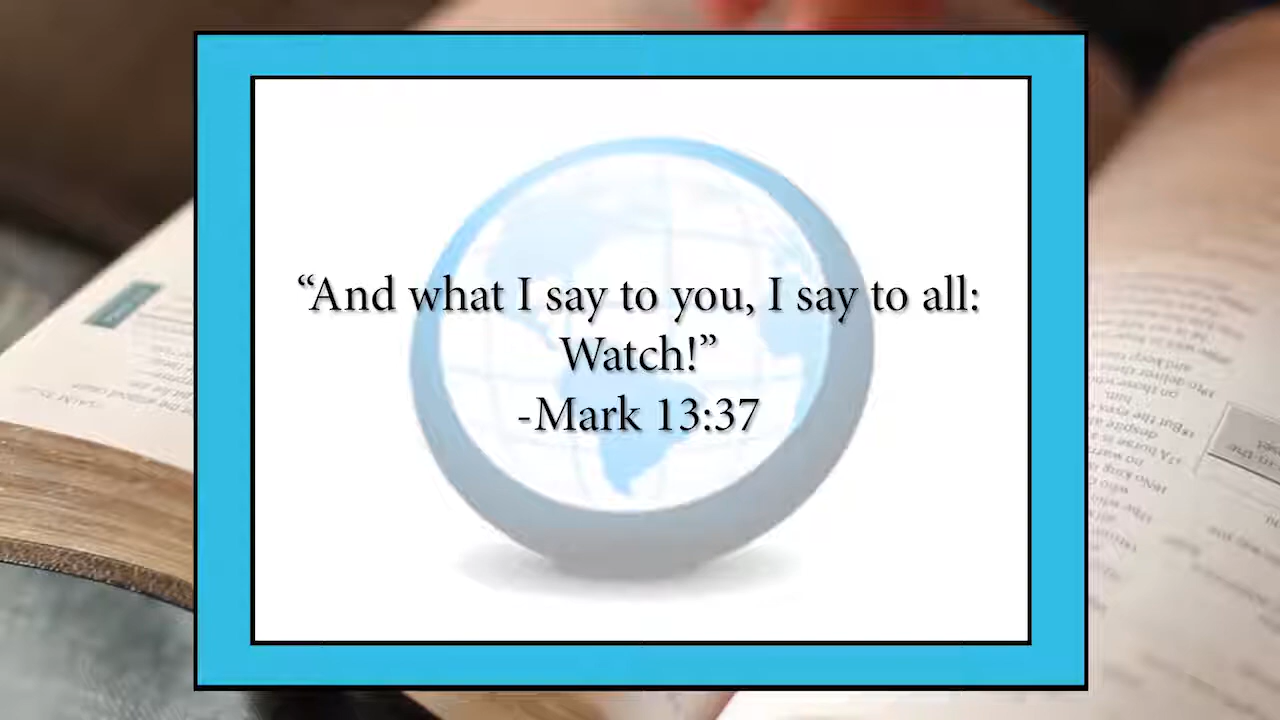 “And what I say to you, I say to all:
Watch!”
-Mark 13:37